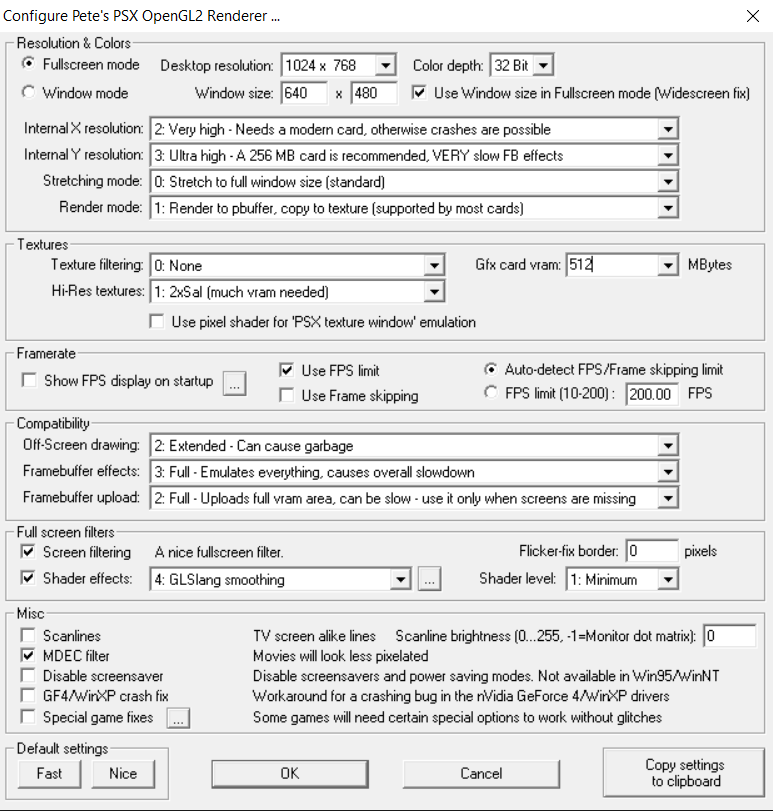 Configure Pete's PSX OpenGL2 Renderer ...
Resolution & Colors
Fullscreen mode Desktop resolution: 1024 x 768 Color depth: 32 Bit
Window mode Window size: 640 x 480 Use Window size in Fullscreen mode (Widescreen fix)
Internal X resolution: 2: Very high - Needs a modern card, otherwise crashes are possible
Internal Y resolution: 3: Ultra high - A 256 MB card is recommended, VERY slow FB effects
Stretching mode: 0: Stretch to full window size (standard)
Render mode: 1: Render to pbuffer, copy to texture (supported by most cards)
Textures
Texture filtering: 0: None Gfx card vram: 512 MBytes
Hi-Res textures: 1: 2xSaI (much vram needed)
Use pixel shader for 'PSX texture window' emulation
Framerate
Show FPS display on startup ... Use FPS limit Auto-detect FPS/Frame skipping limit
Use Frame skipping FPS limit (10-200) : 200.00 FPS
Compatibility
Off-Screen drawing: 2: Extended - Can cause garbage
Framebuffer effects: 3: Full - Emulates everything, causes overall slowdown
Framebuffer upload: 2: Full - Uploads full vram area, can be slow - use it only when screens are missing
Full screen filters
Screen filtering A nice fullscreen filter. Flicker-fix border: 0 pixels
Shader effects: 4: GLSlang smoothing ... Shader level: 1: Minimum
Misc
Scanlines TV screen alike lines Scanline brightness (0...255, -1=Monitor dot matrix): 0
MDEC filter Movies will look less pixelated
Disable screensaver Disable screensavers and power saving modes. Not available in Win95/WinNT
GF4/WinXP crash fix Workaround for a crashing bug in the nVidia GeForce 4/WinXP drivers
Special game fixes ... Some games will need certain special options to work without glitches
Default settings
Fast Nice OK Cancel Copy settings
to clipboard